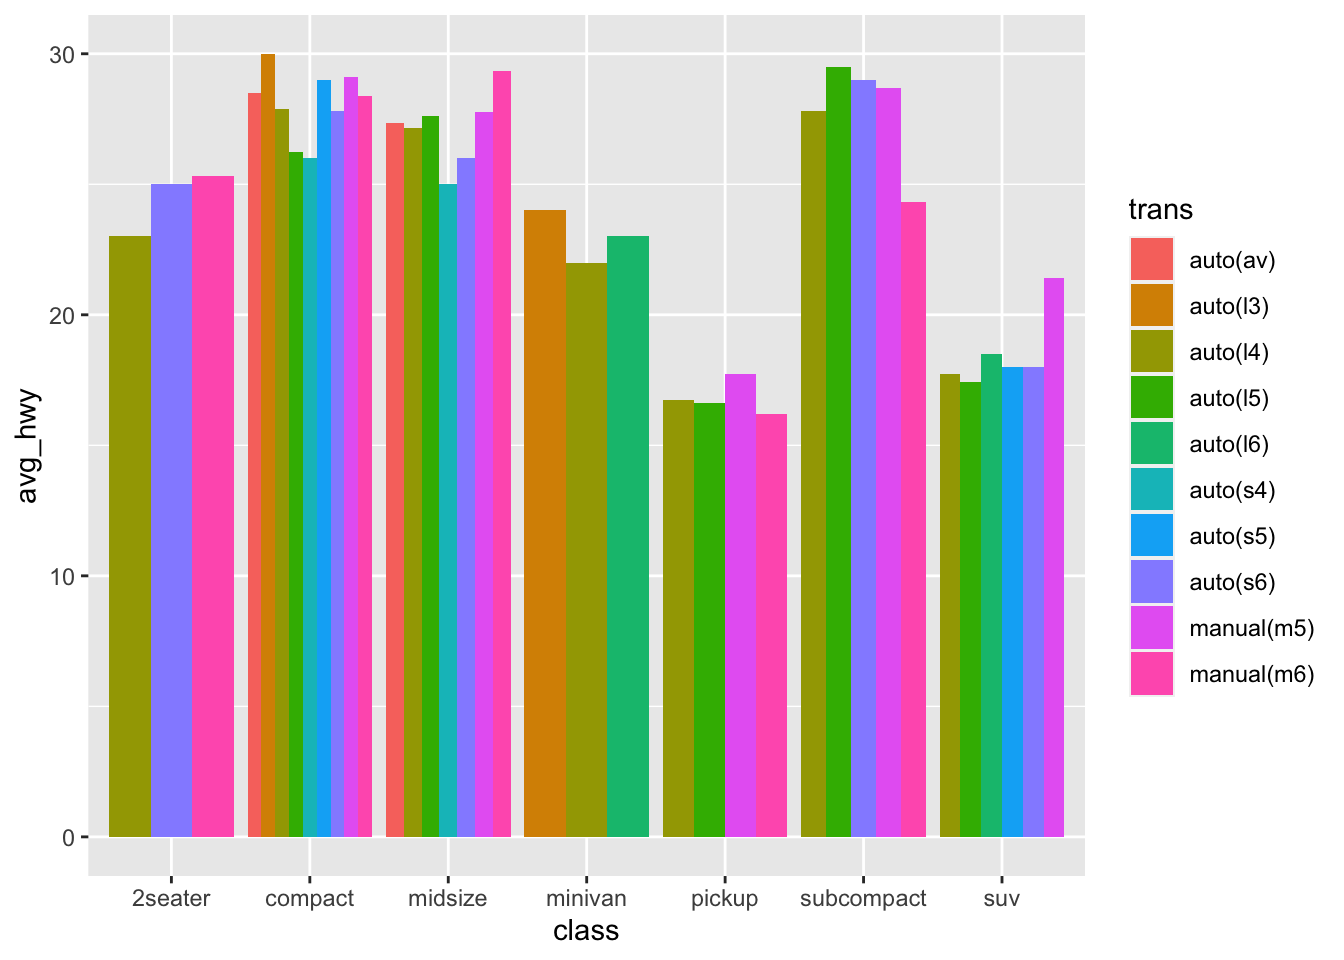 30
20
10
0
avg_hwy
2seater compact midsize minivan pickup subcompact suv
class
trans
auto(av)
auto(l3)
auto(l4)
auto(l5)
auto(l6)
auto(s4)
auto(s5)
auto(s6)
manual(m5)
manual(m6)